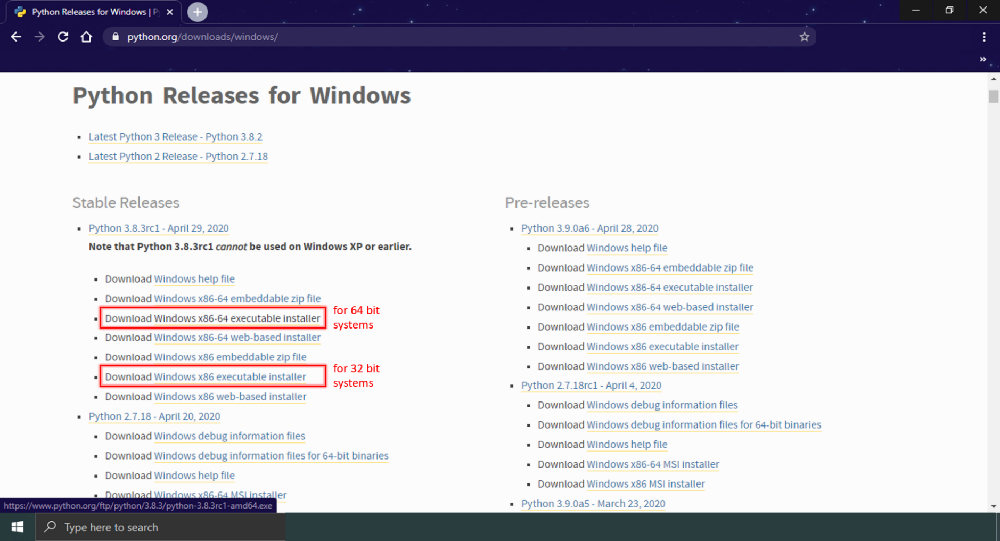 Python Releases for Windows | P
python.org/downloads/windows/
»
Python Releases for Windows
Latest Python 3 Release - Python 3.8.2
Latest Python 2 Release - Python 2.7.18
Stable Releases
Python 3.8.3rc1 - April 29, 2020
Note that Python 3.8.3rc1 cannot be used on Windows XP or earlier.
Download Windows help file
Download Windows x86-64 embeddable zip file
Download Windows x86-64 executable installer
for 64 bit
systems
Download Windows x86-64 web-based installer
Download Windows x86 embeddable zip file
Download Windows x86 executable installer
for 32 bit
systems
Download Windows x86 web-based installer
Python 2.7.18 - April 20, 2020
Download Windows debug information files
Download Windows debug information files for 64-bit binaries
Download Windows help file
Download Windows x86-64 MSI installer
Pre-releases
Python 3.9.0a6 - April 28, 2020
Download Windows help file
Download Windows x86-64 embeddable zip file
Download Windows x86-64 executable installer
Download Windows x86-64 web-based installer
Download Windows x86 embeddable zip file
Download Windows x86 executable installer
Download Windows x86 web-based installer
Python 2.7.18rc1 - April 4, 2020
Download Windows debug information files
Download Windows debug information files for 64-bit binaries
Download Windows help file
Download Windows x86-64 MSI installer
Download Windows x86 MSI installer
Python 3.9.0a5 - March 23, 2020
https://www.python.org/ftp/python/3.8.3/python-3.8.3rc1-amd64.exe
Type here to search